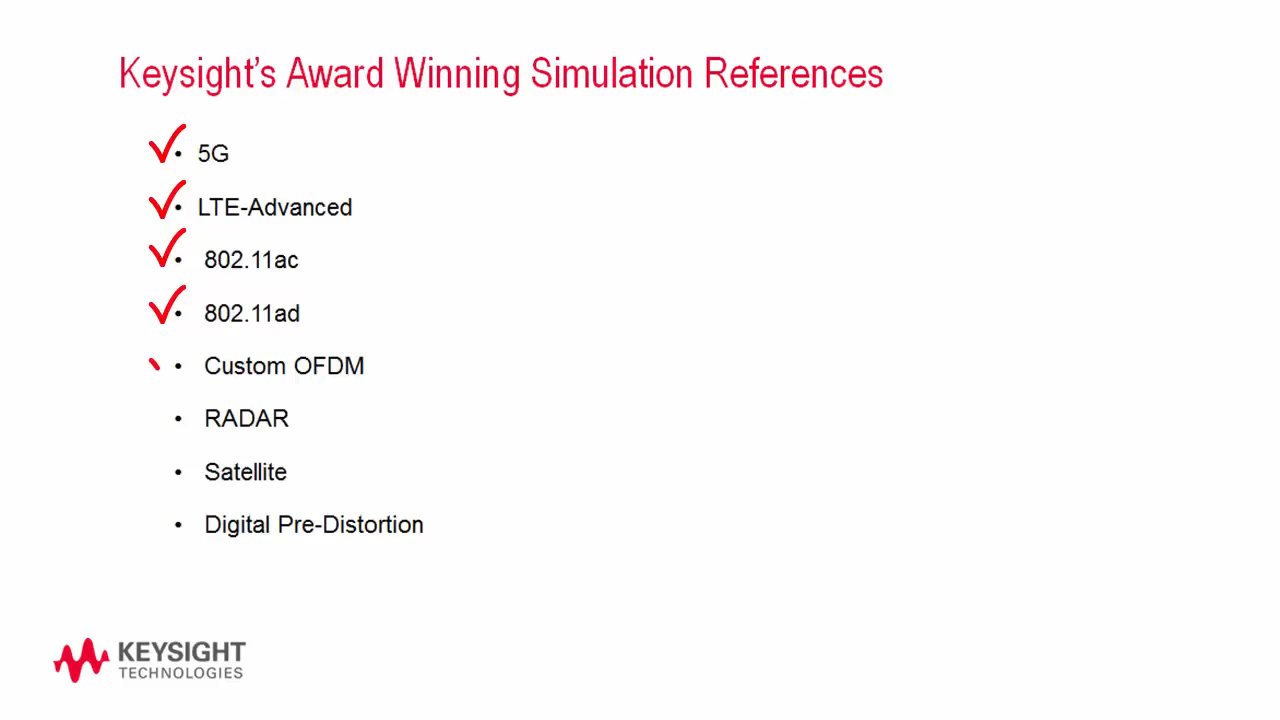 Keysight's Award Winning Simulation References
• 5G
• LTE-Advanced
• 802.11ac
• 802.11ad
• Custom OFDM
• RADAR
• Satellite
• Digital Pre-Distortion
KEYSIGHT
TECHNOLOGIES